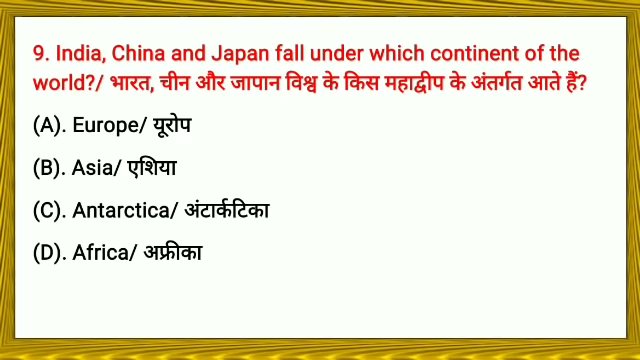 9. India, China and Japan fall under which continent of the
world?/ भारत, चीन और जापान विश्व के किस महाद्वीप के अंतर्गत आते हैं?
(A). Europe/ यूरोप
(B). Asia/ एशिया
(C). Antarctica/ अंटार्कटिका
(D). Africa/ अफ्रीका